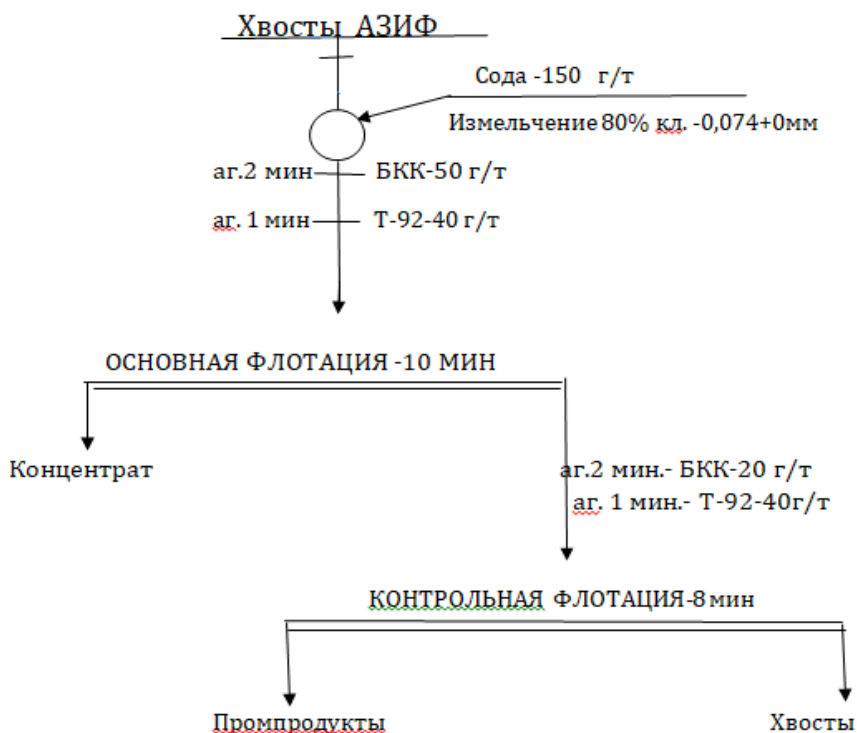 Хвосты АЗИФ
Сода -150 г/т
Измельчение 80% кл. -0,074+0мм
аг.2 мин БКК-50 г/т
аг. 1 мин Т-92-40 г/т
ОСНОВНАЯ ФЛОТАЦИЯ -10 МИН
Концентрат
аг.2 мин.- БКК-20 г/т
аг. 1 мин.- Т-92-40г/т
КОНТРОЛЬНАЯ ФЛОТАЦИЯ-8 мин
Промпродукты
Хвосты